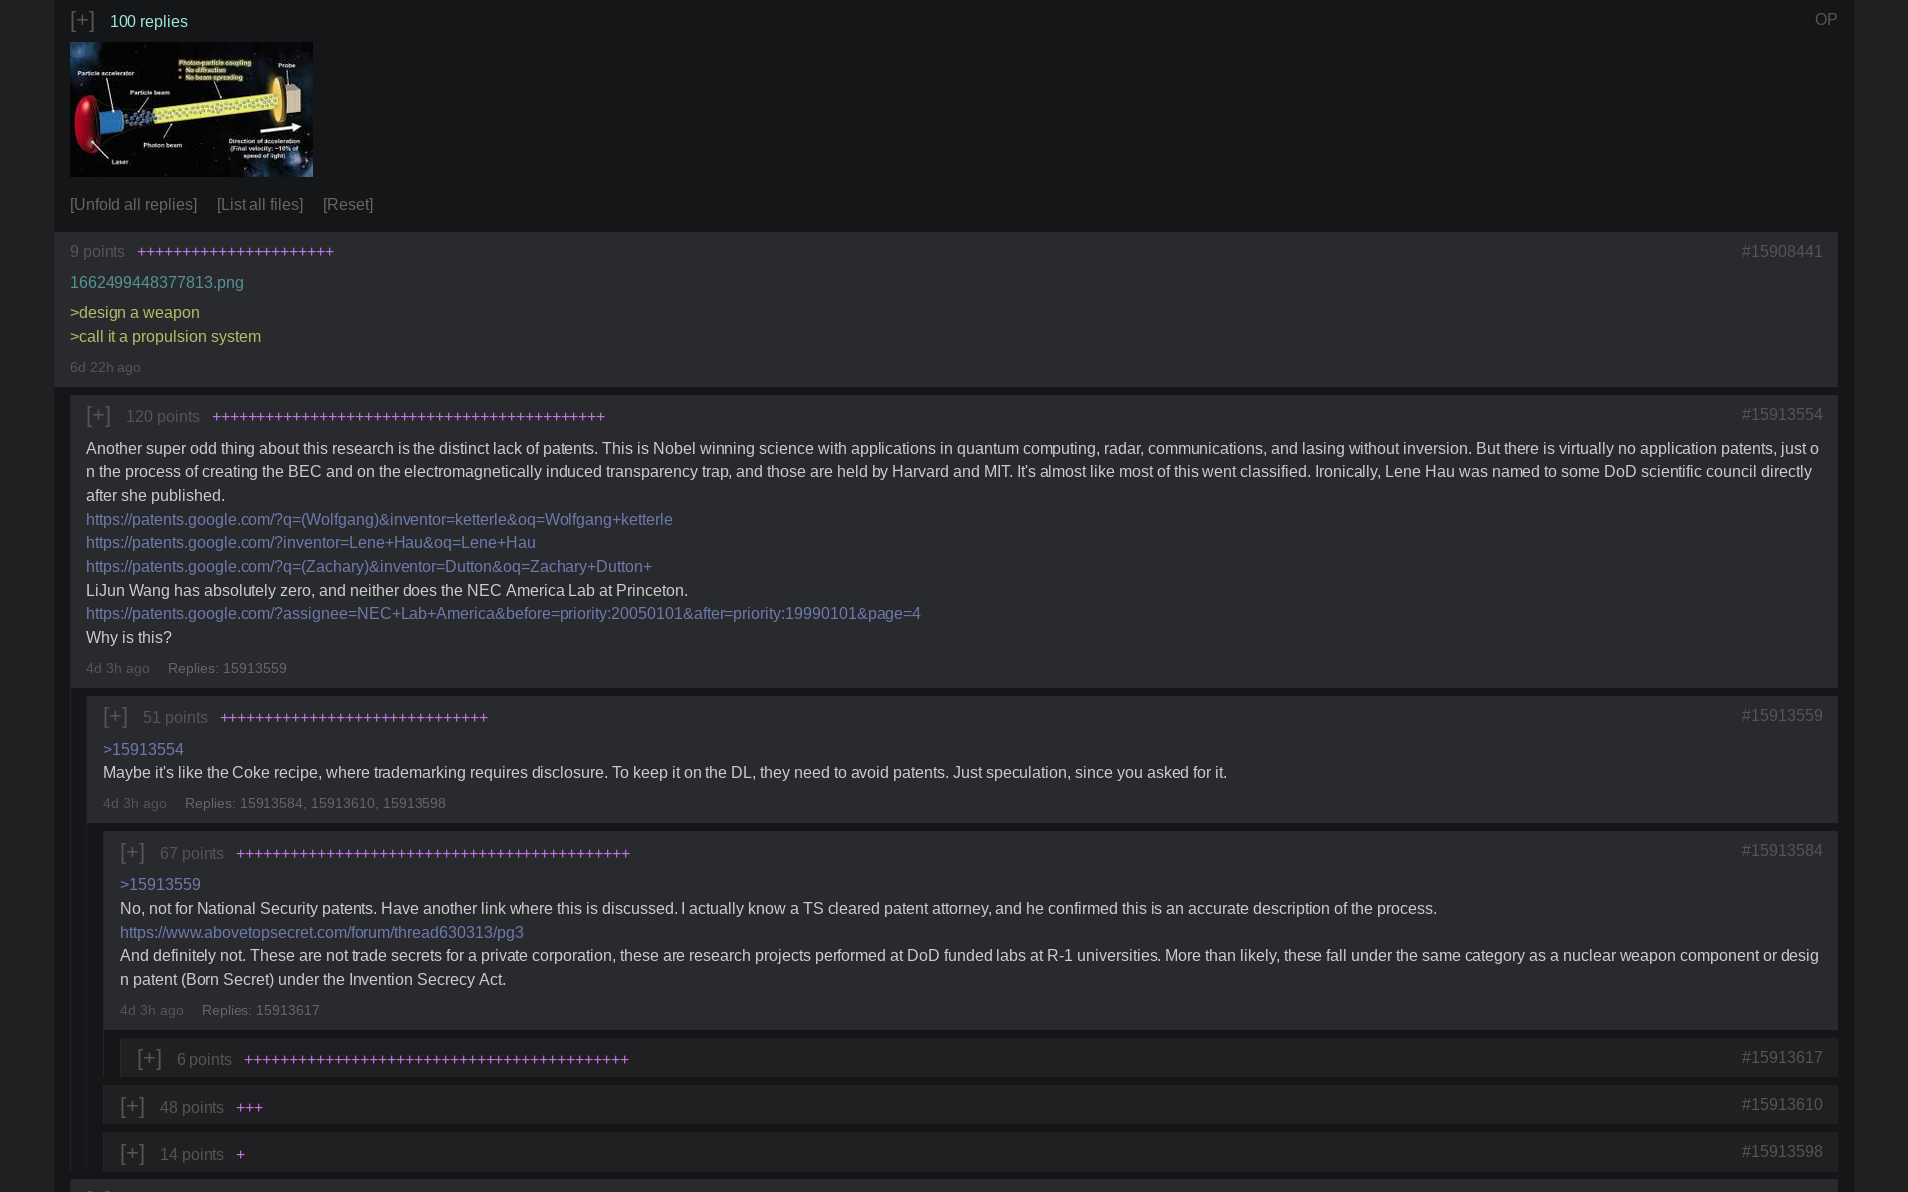 [+] 100 replies OP
Particle accelerator
Particle beam
Photon-particle coupling
• No diffraction
• No beam spreading
Probe
Photon beam
Laser
Direction of acceleration
(Final velocity: ~10% of
speed of light)
[Unfold all replies] [List all files] [Reset]
9 points ++++++++++++++++++++++ #15908441
1662499448377813.png
>design a weapon
>call it a propulsion system
6d 22h ago
[+] 120 points ++++++++++++++++++++++++++++++++++++++++++++ #15913554
Another super odd thing about this research is the distinct lack of patents. This is Nobel winning science with applications in quantum computing, radar, communications, and lasing without inversion. But there is virtually no application patents, just o
n the process of creating the BEC and on the electromagnetically induced transparency trap, and those are held by Harvard and MIT. It's almost like most of this went classified. Ironically, Lene Hau was named to some DoD scientific council directly
after she published.
https://patents.google.com/?q=(Wolfgang)&inventor=ketterle&oq=Wolfgang+ketterle
https://patents.google.com/?inventor=Lene+Hau&oq=Lene+Hau
https://patents.google.com/?q=(Zachary)&inventor=Dutton&oq=Zachary+Dutton+
LiJun Wang has absolutely zero, and neither does the NEC America Lab at Princeton.
https://patents.google.com/?assignee=NEC+Lab+America&before=priority:20050101&after=priority:19990101&page=4
Why is this?
4d 3h ago Replies: 15913559
[+] 51 points ++++++++++++++++++++++++++++++ #15913559
>15913554
Maybe it's like the Coke recipe, where trademarking requires disclosure. To keep it on the DL, they need to avoid patents. Just speculation, since you asked for it.
4d 3h ago Replies: 15913584, 15913610, 15913598
[+] 67 points ++++++++++++++++++++++++++++++++++++++++++++ #15913584
>15913559
No, not for National Security patents. Have another link where this is discussed. I actually know a TS cleared patent attorney, and he confirmed this is an accurate description of the process.
https://www.abovetopsecret.com/forum/thread630313/pg3
And definitely not. These are not trade secrets for a private corporation, these are research projects performed at DoD funded labs at R-1 universities. More than likely, these fall under the same category as a nuclear weapon component or desig
n patent (Born Secret) under the Invention Secrecy Act.
4d 3h ago Replies: 15913617
[+] 6 points +++++++++++++++++++++++++++++++++++++++++++ #15913617
[+] 48 points +++ #15913610
[+] 14 points + #15913598